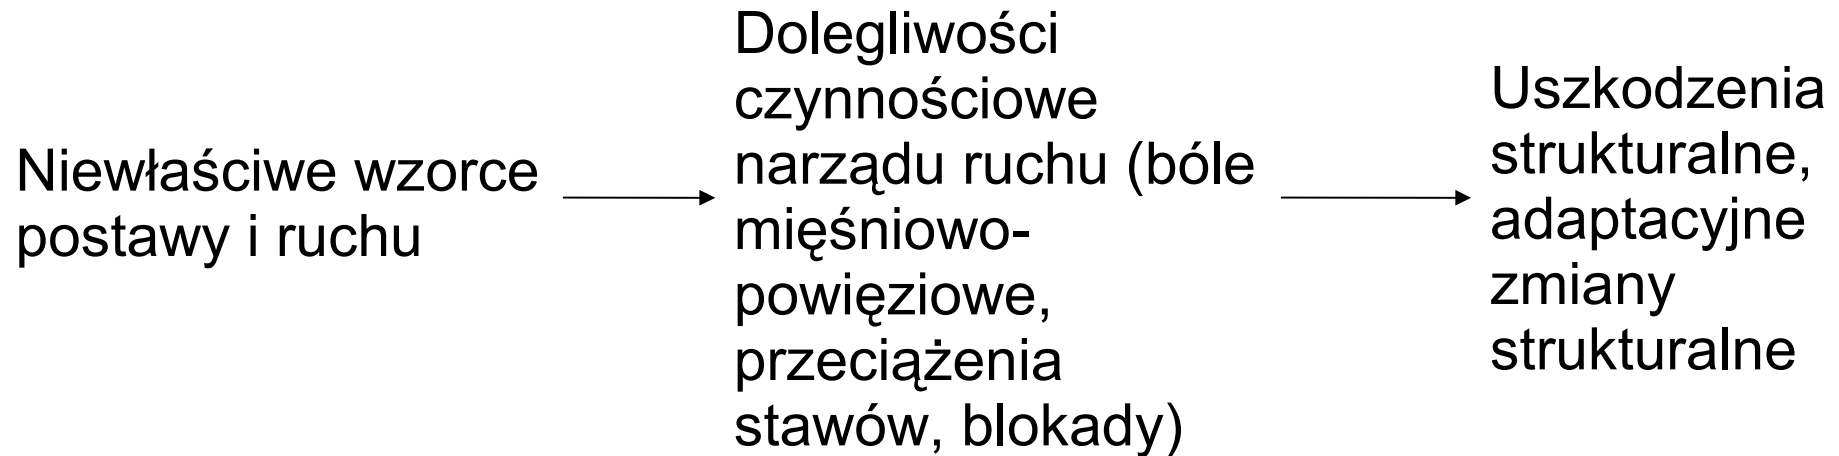 Niewłaściwe wzorce
postawy i ruchu
Dolegliwości
czynnościowe
narządu ruchu (bóle
mięśniowo-
powięziowe,
przeciążenia
stawów, blokady)
Uszkodzenia
strukturalne,
adaptacyjne
zmiany
strukturalne